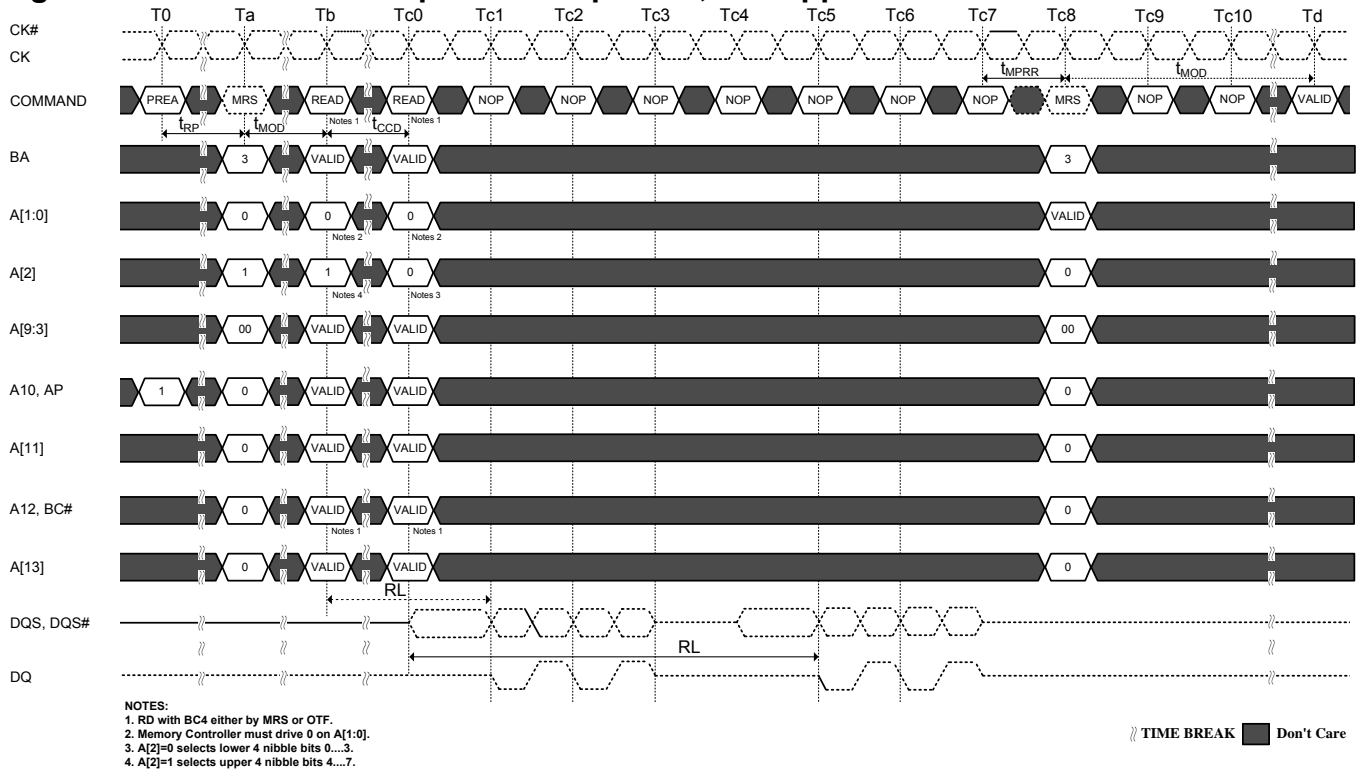 T0 Ta Tb Tc0 Tc1 Tc2 Tc3 Tc4 Tc5 Tc6 Tc7 Tc8 Tc9 Tc10 Td
CK#
CK
tMPRR tMOD
COMMAND PREA MRS READ READ NOP NOP NOP NOP NOP NOP NOP MRS NOP NOP VALID
Notes 1 Notes 1
tRP tMOD tCCD
BA 3 VALID VALID 3
A[1:0] 0 0 0 VALID
Notes 2 Notes 2
A[2] 1 1 0 0
Notes 4 Notes 3
A[9:3] 00 VALID VALID 00
A10, AP 1 0 VALID VALID 0
A[11] 0 VALID VALID 0
A12, BC# 0 VALID VALID 0
Notes 1 Notes 1
A[13] 0 VALID VALID 0
RL
DQS, DQS#
RL
DQ
NOTES:
1. RD with BC4 either by MRS or OTF.
2. Memory Controller must drive 0 on A[1:0].
3. A[2]=0 selects lower 4 nibble bits 0....3.
4. A[2]=1 selects upper 4 nibble bits 4....7.
TIME BREAK Don't Care